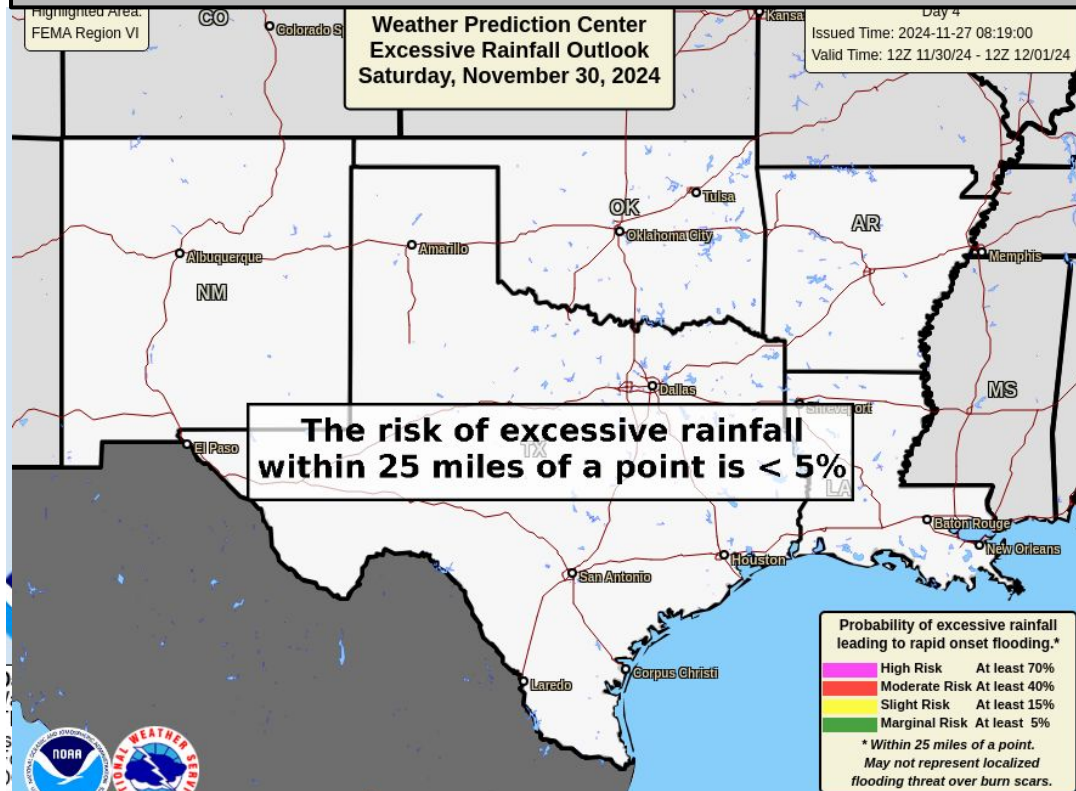 Highlighted Area:
FEMA Region VI
Weather Prediction Center
Excessive Rainfall Outlook
Saturday, November 30, 2024
Day 4
Issued Time: 2024-11-27 08:19:00
Valid Time: 12Z 11/30/24 - 12Z 12/01/24
CO
Colorado S
Kansa
Tulsa
OK
Oklahoma City
AR
Amarillo
Albuquerque
Memphis
NM
Dallas
MS
Shreveport
The risk of excessive rainfall
within 25 miles of a point is < 5%
El Paso
TX
LA
Baton Rouge
New Orleans
Houston
San Antonio
Corpus Christi
Laredo
Probability of excessive rainfall
leading to rapid onset flooding.*
High Risk At least 70%
Moderate Risk At least 40%
Slight Risk At least 15%
Marginal Risk At least 5%
* Within 25 miles of a point.
May not represent localized
flooding threat over burn scars.
NOAA